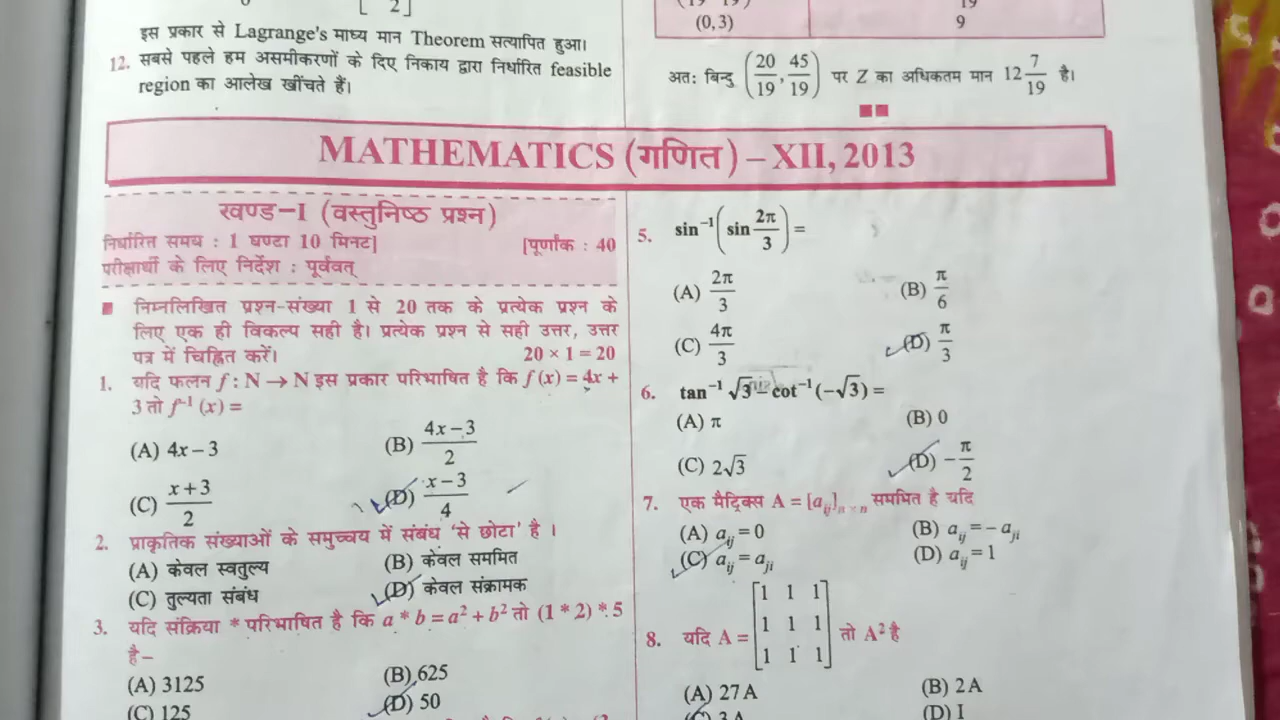 [ 2 ]
इस प्रकार से Lagrange's माध्य मान Theorem सत्यापित हुआ।
12. सबसे पहले हम असमीकरणों के दिए निकाय द्वारा निर्धारित feasible
region का आलेख खींचते हैं।
(0, 3) 9
अतः बिन्दु (20/19, 45/19) पर Z का अधिकतम मान 12 7/19 है।
MATHEMATICS (गणित) – XII, 2013
खण्ड-I (वस्तुनिष्ठ प्रश्न)
निर्धारित समय : 1 घण्टा 10 मिनट] [पूर्णांक : 40
परीक्षार्थी के लिए निर्देश : पूर्ववत्
■ निम्नलिखित प्रश्न-संख्या 1 से 20 तक के प्रत्येक प्रश्न के
लिए एक ही विकल्प सही है। प्रत्येक प्रश्न से सही उत्तर, उत्तर
पत्र में चिह्नित करें। 20 × 1 = 20
1. यदि फलन f : N → N इस प्रकार परिभाषित है कि f (x) = 4x +
3 तो f⁻¹ (x) =
(A) 4x – 3 (B) (4x – 3)/2
(C) (x + 3)/2 (D) (x – 3)/4
2. प्राकृतिक संख्याओं के समुच्चय में संबंध ‘से छोटा’ है ।
(A) केवल स्वतुल्य (B) केवल सममित
(C) तुल्यता संबंध (D) केवल संक्रामक
3. यदि संक्रिया * परिभाषित है कि a * b = a² + b² तो (1 * 2) * 5
है–
(A) 3125 (B) 625
(C) 125 (D) 50
5. sin⁻¹(sin 2π/3) =
(A) 2π/3 (B) π/6
(C) 4π/3 (D) π/3
6. tan⁻¹ √3 – cot⁻¹ (–√3) =
(A) π (B) 0
(C) 2√3 (D) –π/2
7. एक मैट्रिक्स A = [aᵢⱼ]ₙ × ₙ सममित है यदि
(A) aᵢⱼ = 0 (B) aᵢⱼ = – aⱼᵢ
(C) aᵢⱼ = aⱼᵢ (D) aᵢⱼ = 1
8. यदि A = [1 1 1
1 1 1
1 1 1] तो A² है
(A) 27 A (B) 2 A
(C) 3 A (D) I